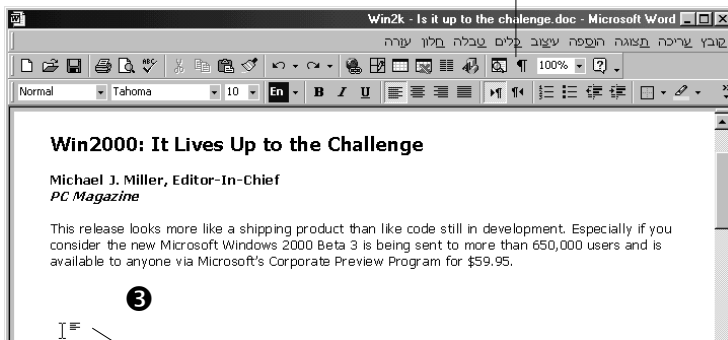 Win2k - Is it up to the chalenge.doc - Microsoft Word
קובץ עריכה תצוגה הוספה עיצוב כלים טבלה חלון עזרה
100%
Normal Tahoma 10 En B I U
Win2000: It Lives Up to the Challenge
Michael J. Miller, Editor-In-Chief
PC Magazine
This release looks more like a shipping product than like code still in development. Especially if you
consider the new Microsoft Windows 2000 Beta 3 is being sent to more than 650,000 users and is
available to anyone via Microsoft's Corporate Preview Program for $59.95.
3